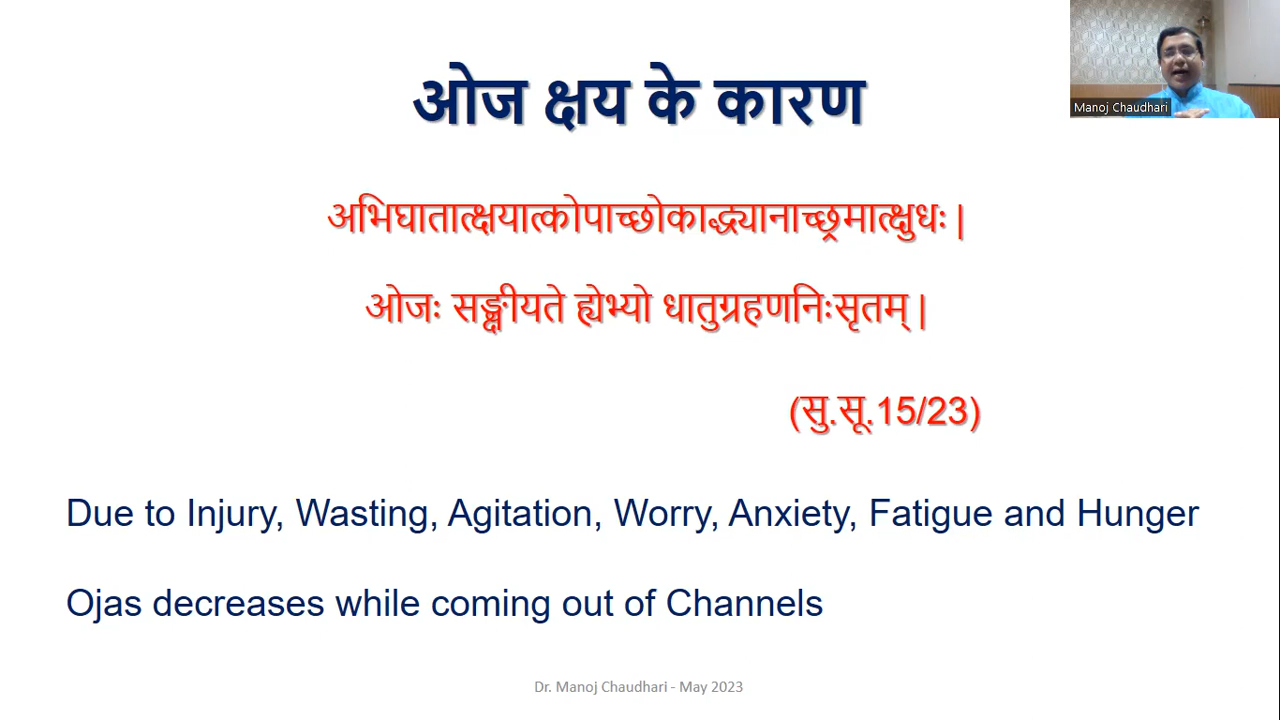 ओज क्षय के कारण
Manoj Chaudhari
अभिघातात्क्षयात्कोपाच्छोकाद्ध्यानाच्छ्रमात्क्षुधः |
ओजः सङ्क्षीयते ह्येभ्यो धातुग्रहणनिःसृतम् |
(सु.सू.15/23)
Due to Injury, Wasting, Agitation, Worry, Anxiety, Fatigue and Hunger
Ojas decreases while coming out of Channels
Dr. Manoj Chaudhari - May 2023